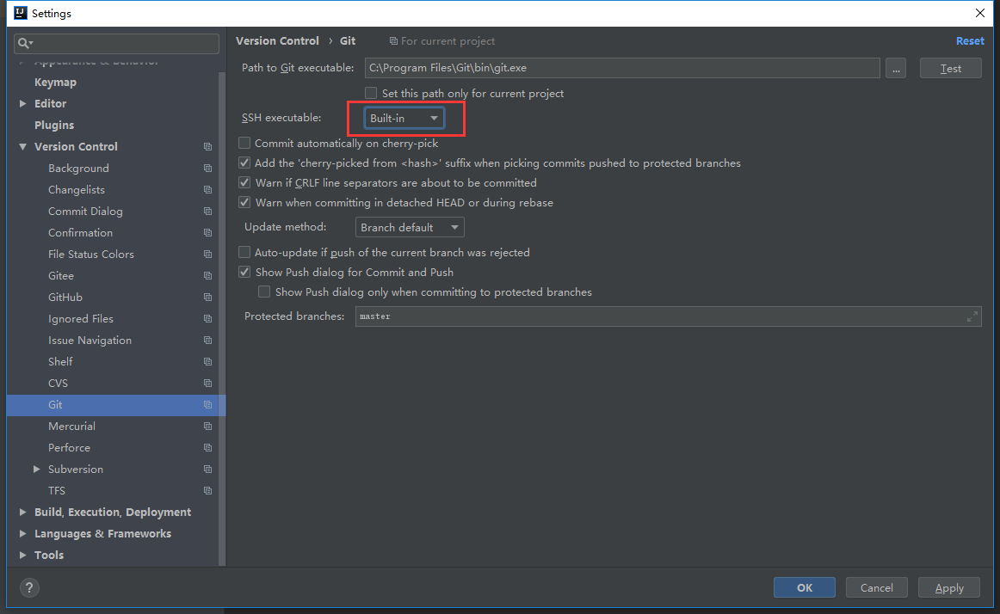 Settings
Version Control › Git
For current project
Reset
Path to Git executable:
C:\Program Files\Git\bin\git.exe
...
Test
Set this path only for current project
SSH executable:
Built-in
Commit automatically on cherry-pick
Add the 'cherry-picked from <hash>' suffix when picking commits pushed to protected branches
Warn if CRLF line separators are about to be committed
Warn when committing in detached HEAD or during rebase
Update method:
Branch default
Auto-update if push of the current branch was rejected
Show Push dialog for Commit and Push
Show Push dialog only when committing to protected branches
Protected branches:
master
Appearance & Behavior
Keymap
Editor
Plugins
Version Control
Background
Changelists
Commit Dialog
Confirmation
File Status Colors
Gitee
GitHub
Ignored Files
Issue Navigation
Shelf
CVS
Git
Mercurial
Perforce
Subversion
TFS
Build, Execution, Deployment
Languages & Frameworks
Tools
?
OK
Cancel
Apply